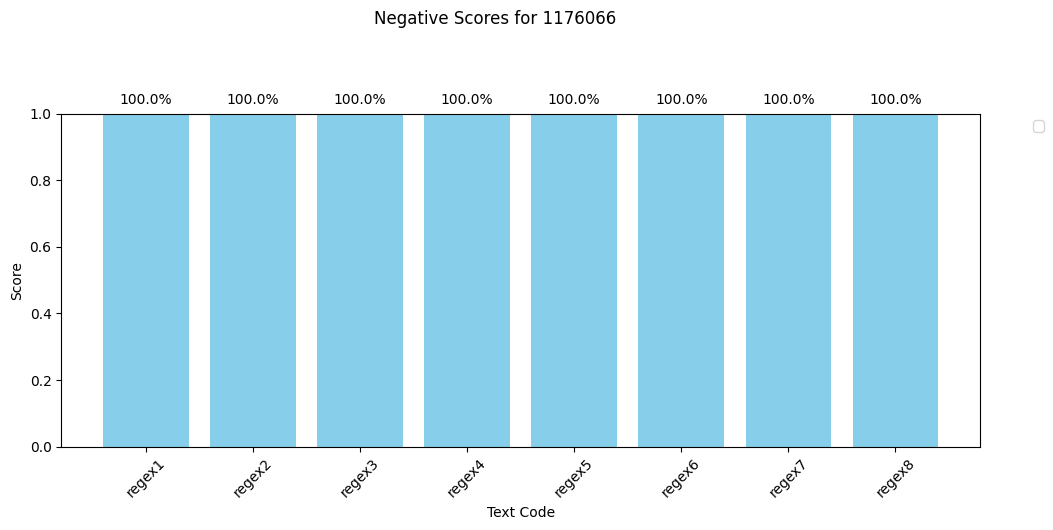 Negative Scores for 1176066
100.0% 100.0% 100.0% 100.0% 100.0% 100.0% 100.0% 100.0%
1.0
0.8
0.6
0.4
0.2
0.0
Score
regex1 regex2 regex3 regex4 regex5 regex6 regex7 regex8
Text Code